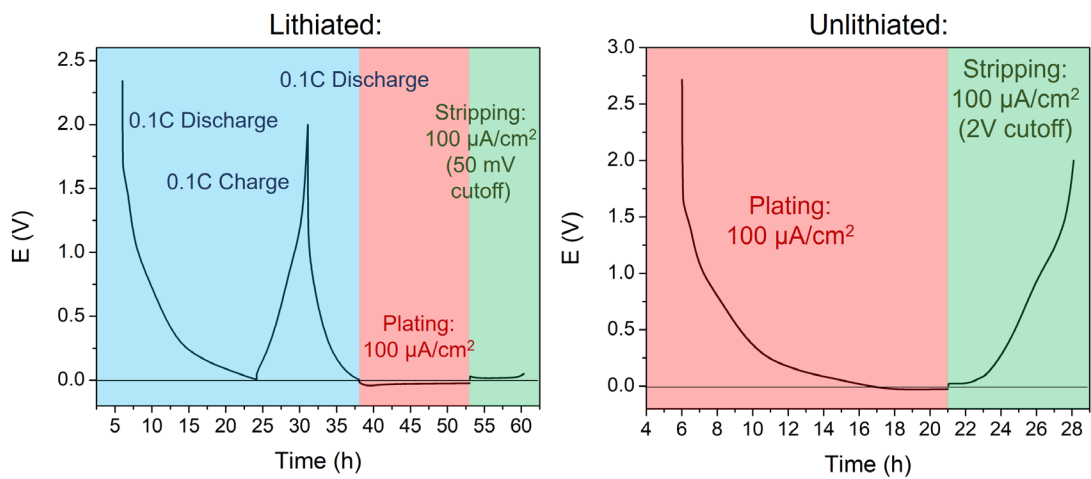 Lithiated:
0.1C Discharge
0.1C Discharge
0.1C Charge
Stripping:
100 µA/cm²
(50 mV
cutoff)
Plating:
100 µA/cm²
2.5
2.0
1.5
1.0
0.5
0.0
E (V)
5 10 15 20 25 30 35 40 45 50 55 60
Time (h)
Unlithiated:
Stripping:
100 µA/cm²
(2V cutoff)
Plating:
100 µA/cm²
3.0
2.5
2.0
1.5
1.0
0.5
0.0
E (V)
4 6 8 10 12 14 16 18 20 22 24 26 28
Time (h)